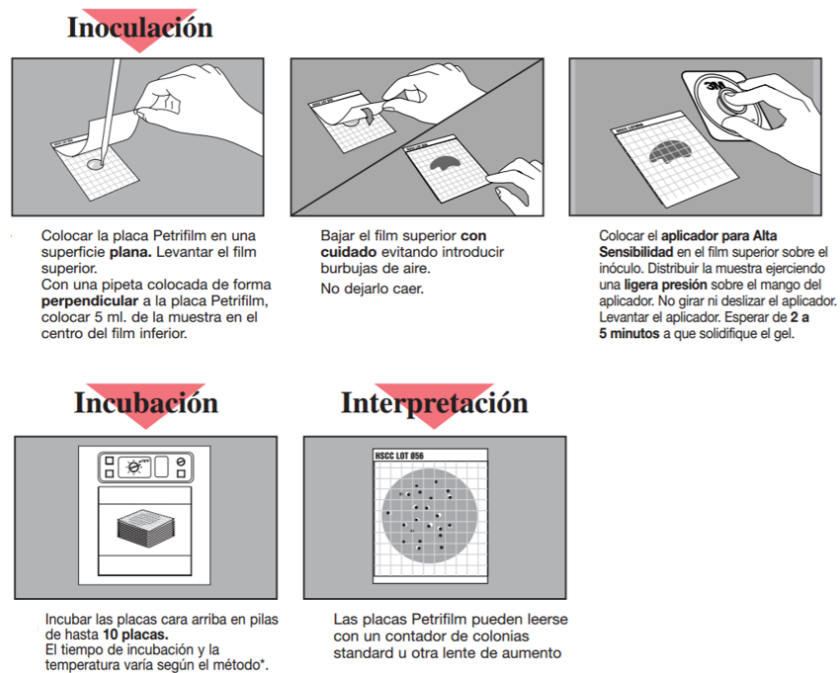 Inoculación
3M
Colocar la placa Petrifilm en una
superficie plana. Levantar el film
superior.
Con una pipeta colocada de forma
perpendicular a la placa Petrifilm,
colocar 5 ml. de la muestra en el
centro del film inferior.
Bajar el film superior con
cuidado evitando introducir
burbujas de aire.
No dejarlo caer.
Colocar el aplicador para Alta
Sensibilidad en el film superior sobre el
inóculo. Distribuir la muestra ejerciendo
una ligera presión sobre el mango del
aplicador. No girar ni deslizar el aplicador.
Levantar el aplicador. Esperar de 2 a
5 minutos a que solidifique el gel.
Incubación
Interpretación
HSCC LOT 056
Incubar las placas cara arriba en pilas
de hasta 10 placas.
El tiempo de incubación y la
temperatura varía según el método*.
Las placas Petrifilm pueden leerse
con un contador de colonias
standard u otra lente de aumento